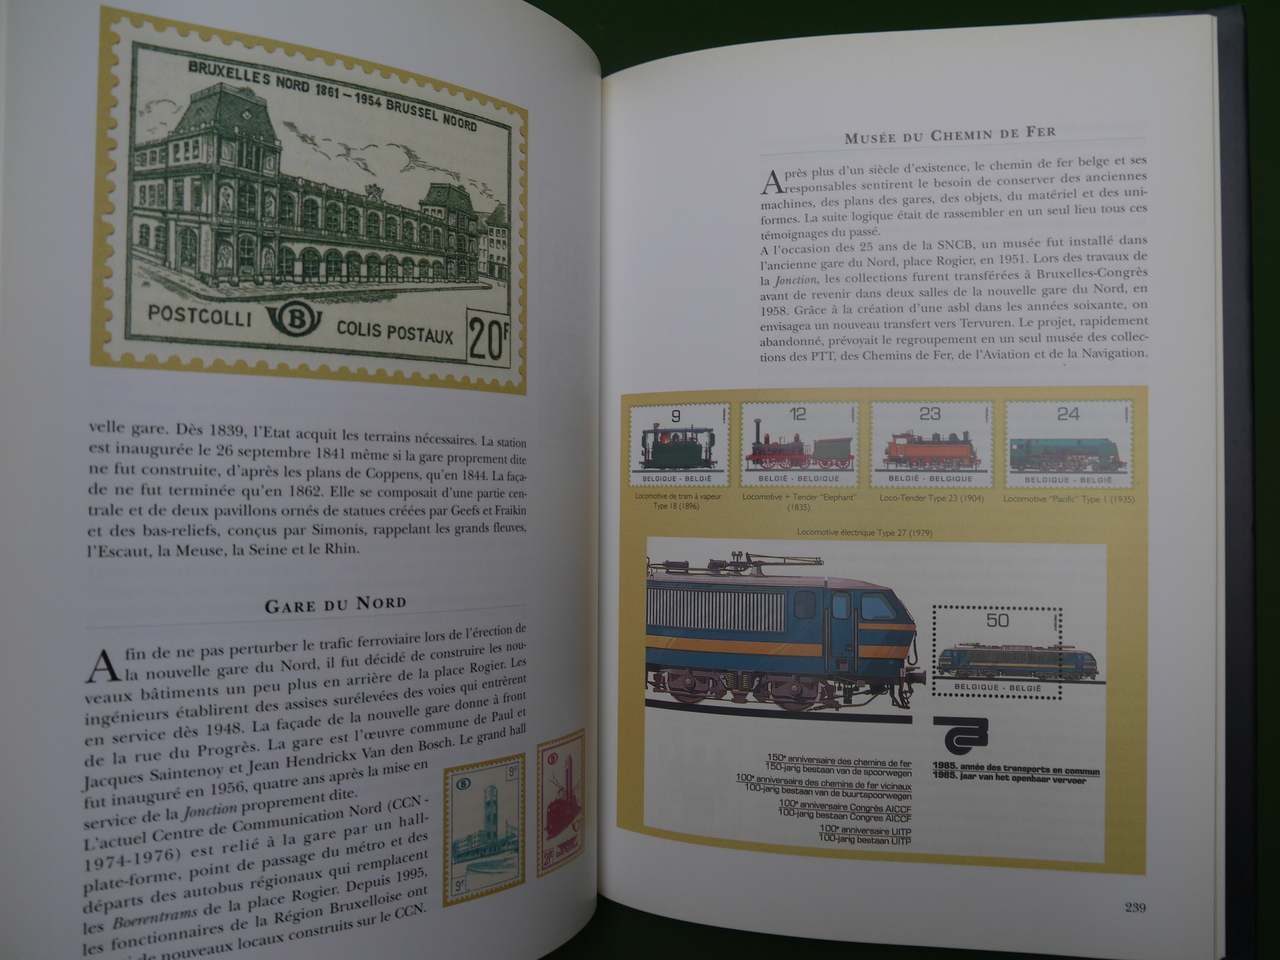 BRUXELLES NORD 1861 – 1954 BRUSSEL NOORD
POSTCOLLI
B
COLIS POSTAUX
20F
velle gare. Dès 1839, l'Etat acquit les terrains nécessaires. La station
est inaugurée le 26 septembre 1841 même si la gare proprement dite
ne fut construite, d'après les plans de Coppens, qu'en 1844. La faça-
de ne fut terminée qu'en 1862. Elle se composait d'une partie cen-
trale et de deux pavillons ornés de statues créées par Geefs et Fraikin
et des bas-reliefs, conçus par Simonis, rappelant les grands fleuves,
l'Escaut, la Meuse, la Seine et le Rhin.
GARE DU NORD
Afin de ne pas perturber le trafic ferroviaire lors de l'érection de
la nouvelle gare du Nord, il fut décidé de construire les nou-
veaux bâtiments un peu plus en arrière de la place Rogier. Les
ingénieurs établirent des assises surélevées des voies qui entrèrent
en service dès 1948. La façade de la nouvelle gare donne à front
de la rue du Progrès. La gare est l'œuvre commune de Paul et
Jacques Saintenoy et Jean Hendrickx Van den Bosch. Le grand hall
fut inauguré en 1956, quatre ans après la mise en
service de la Jonction proprement dite.
L'actuel Centre de Communication Nord (CCN -
1974-1976) est relié à la gare par un hall-
plate-forme, point de passage du métro et des
départs des autobus régionaux qui remplacent
les Boerentrams de la place Rogier. Depuis 1995,
les fonctionnaires de la Région Bruxelloise ont
de nouveaux locaux construits sur le CCN.
B
9F
9F
MUSÉE DU CHEMIN DE FER
Après plus d'un siècle d'existence, le chemin de fer belge et ses
responsables sentirent le besoin de conserver des anciennes
machines, des plans des gares, des objets, du matériel et des uni-
formes. La suite logique était de rassembler en un seul lieu tous ces
témoignages du passé.
A l'occasion des 25 ans de la SNCB, un musée fut installé dans
l'ancienne gare du Nord, place Rogier, en 1951. Lors des travaux de
la Jonction, les collections furent transférées à Bruxelles-Congrès
avant de revenir dans deux salles de la nouvelle gare du Nord, en
1958. Grâce à la création d'une asbl dans les années soixante, on
envisagea un nouveau transfert vers Tervuren. Le projet, rapidement
abandonné, prévoyait le regroupement en un seul musée des collec-
tions des PTT, des Chemins de Fer, de l'Aviation et de la Navigation.
9
BELGIQUE - BELGIË
12
BELGIE - BELGIQUE
23
BELGIQUE - BELGIË
24
BELGIË - BELGIQUE
Locomotive de tram à vapeur
Type 18 (1896)
Locomotive + Tender "Elephant"
(1835)
Loco-Tender Type 23 (1904)
Locomotive "Pacific" Type 1 (1935)
Locomotive électrique Type 27 (1979)
50
BELGIQUE - BELGIË
150e anniversaire des chemins de fer
150-jarig bestaan van de spoorwegen
100e anniversaire des chemins de fer vicinaux
100-jarig bestaan van de buurtspoorwegen
100e anniversaire Congrès AICCF
100-jarig bestaan Congres AICCF
100e anniversaire UITP
100-jarig bestaan UITP
1985. année des transports en commun
1985. jaar van het openbaar vervoer
239